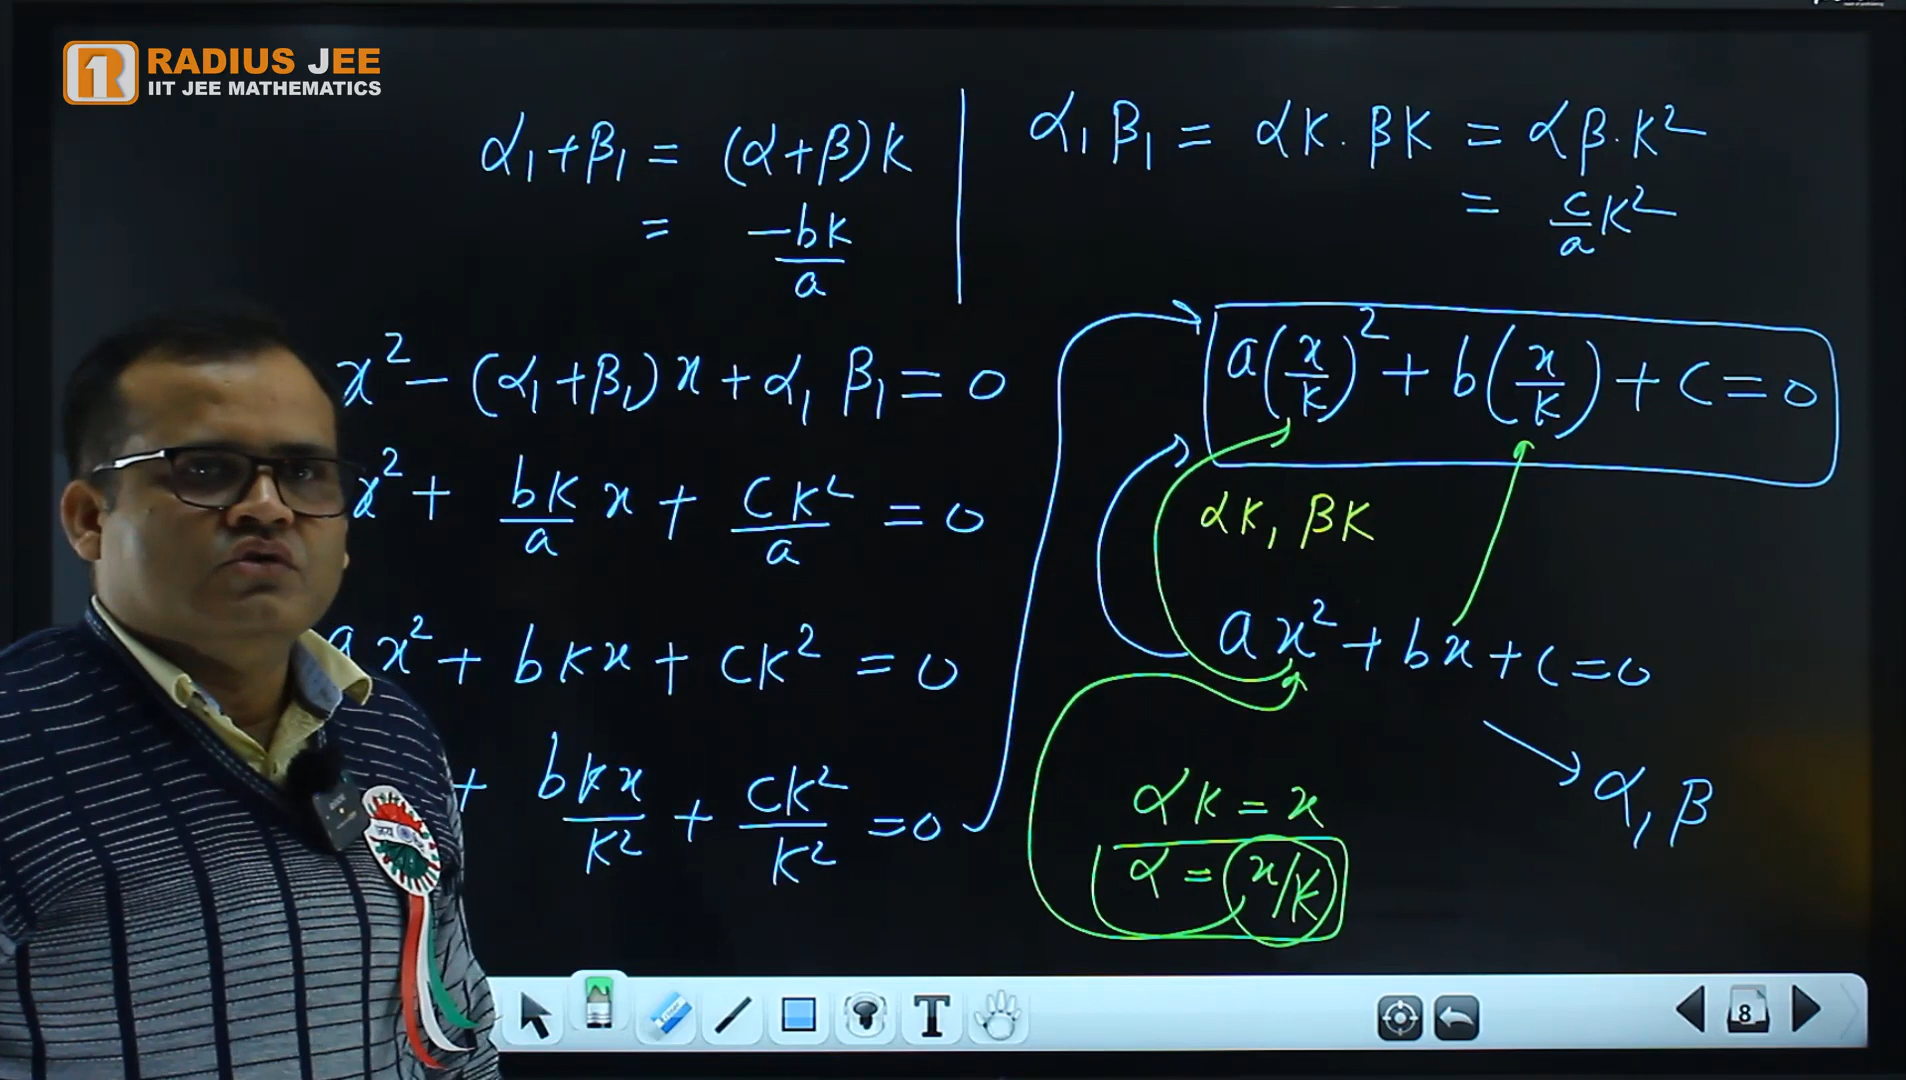 RADIUS JEE
IIT JEE MATHEMATICS
α₁+β₁ = (α+β)k
= -bk/a
α₁β₁ = αk.βk = αβ.k²
= c/a k²
x² - (α₁+β₁)x + α₁β₁ = 0
x² + bk/a x + ck²/a = 0
ax² + bkx + ck² = 0
+ bkx/k² + ck²/k² = 0
a(x/k)² + b(x/k) + c = 0
αk, βk
ax² + bx + c = 0
α, β
αk = x
α = x/k
जय
T
8